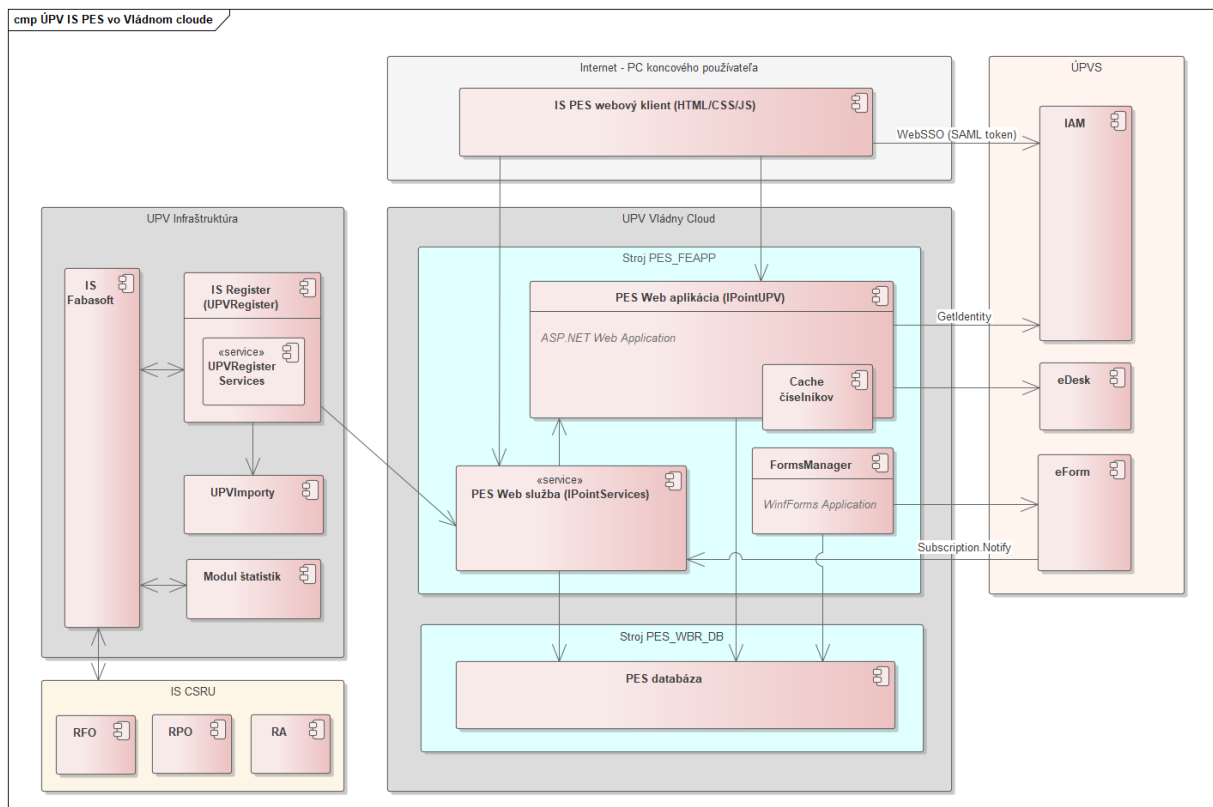 cmp ÚPV IS PES vo Vládnom cloude
Internet - PC koncového používateľa
IS PES webový klient (HTML/CSS/JS)
ÚPVS
IAM
WebSSO (SAML token)
UPV Infraštruktúra
IS
Fabasoft
IS Register
(UPVRegister)
«service»
UPVRegister
Services
UPVImporty
Modul štatistík
UPV Vládny Cloud
Stroj PES_FEAPP
PES Web aplikácia (IPointUPV)
ASP.NET Web Application
Cache
číselníkov
GetIdentity
eDesk
«service»
PES Web služba (IPointServices)
FormsManager
WinfForms Application
eForm
Subscription.Notify
Stroj PES_WBR_DB
PES databáza
IS CSRU
RFO
RPO
RA